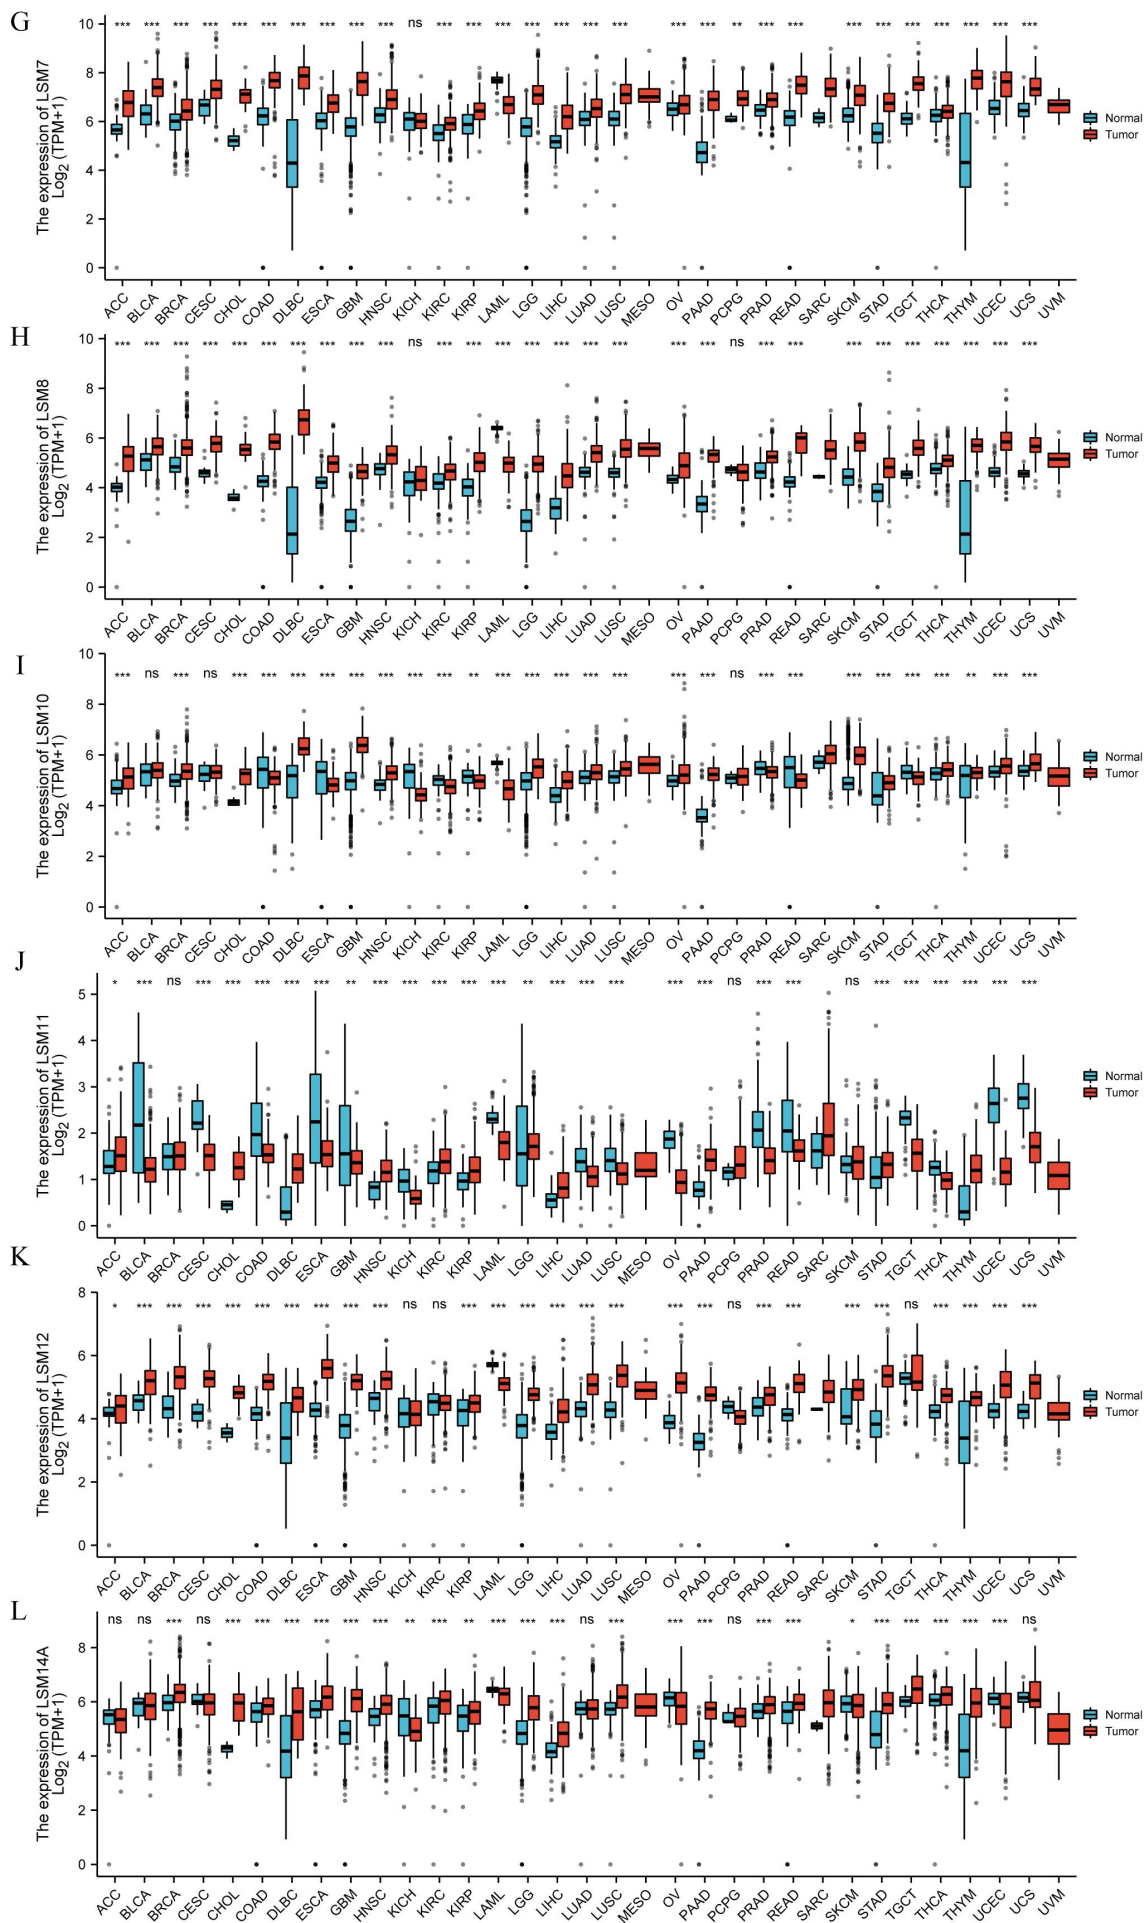 G
The expression of LSM7
Log2 (TPM+1)
10
8
6
4
2
0
*** *** *** *** *** *** *** *** *** *** ns *** *** *** *** *** *** *** *** *** ** *** *** *** *** *** *** *** *** ***
Normal
Tumor
ACC BLCA BRCA CESC CHOL COAD DLBC ESCA GBM HNSC KICH KIRC KIRP LAML LGG LIHC LUAD LUSC MESO OV PAAD PCPG PRAD READ SARC SKCM STAD TGCT THCA THYM UCEC UCS UVM
H
The expression of LSM8
Log2 (TPM+1)
10
8
6
4
2
0
*** *** *** *** *** *** *** *** *** *** ns *** *** *** *** *** *** *** *** *** ns *** *** *** *** *** *** *** *** ***
Normal
Tumor
ACC BLCA BRCA CESC CHOL COAD DLBC ESCA GBM HNSC KICH KIRC KIRP LAML LGG LIHC LUAD LUSC MESO OV PAAD PCPG PRAD READ SARC SKCM STAD TGCT THCA THYM UCEC UCS UVM
I
The expression of LSM10
Log2 (TPM+1)
10
8
6
4
2
0
*** ns *** ns *** *** *** *** *** *** *** *** ** *** *** *** *** *** *** *** ns *** *** *** *** *** *** ** *** ***
Normal
Tumor
ACC BLCA BRCA CESC CHOL COAD DLBC ESCA GBM HNSC KICH KIRC KIRP LAML LGG LIHC LUAD LUSC MESO OV PAAD PCPG PRAD READ SARC SKCM STAD TGCT THCA THYM UCEC UCS UVM
J
The expression of LSM11
Log2 (TPM+1)
5
4
3
2
1
0
* *** ns *** *** *** *** *** ** *** *** *** *** *** ** *** *** *** *** *** ns *** *** ns *** *** *** *** *** ***
Normal
Tumor
ACC BLCA BRCA CESC CHOL COAD DLBC ESCA GBM HNSC KICH KIRC KIRP LAML LGG LIHC LUAD LUSC MESO OV PAAD PCPG PRAD READ SARC SKCM STAD TGCT THCA THYM UCEC UCS UVM
K
The expression of LSM12
Log2 (TPM+1)
8
6
4
2
0
* *** *** *** *** *** *** *** *** *** ns ns *** *** *** *** *** *** *** *** ns *** *** *** *** ns *** *** *** ***
Normal
Tumor
ACC BLCA BRCA CESC CHOL COAD DLBC ESCA GBM HNSC KICH KIRC KIRP LAML LGG LIHC LUAD LUSC MESO OV PAAD PCPG PRAD READ SARC SKCM STAD TGCT THCA THYM UCEC UCS UVM
L
The expression of LSM14A
Log2 (TPM+1)
8
6
4
2
0
ns ns *** ns *** *** *** *** *** *** ** *** ** *** *** *** ns *** *** *** ns *** *** * *** *** *** *** *** ns
Normal
Tumor
ACC BLCA BRCA CESC CHOL COAD DLBC ESCA GBM HNSC KICH KIRC KIRP LAML LGG LIHC LUAD LUSC MESO OV PAAD PCPG PRAD READ SARC SKCM STAD TGCT THCA THYM UCEC UCS UVM